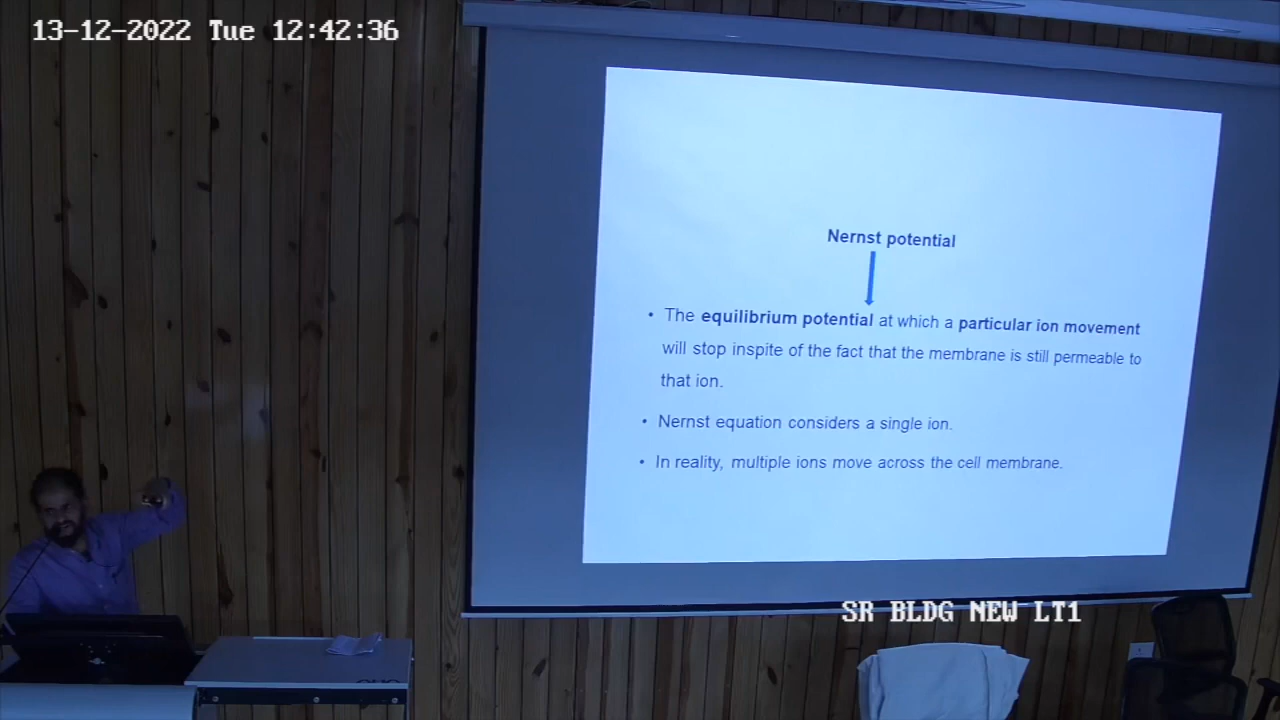 13-12-2022 Tue 12:42:36
Nernst potential
• The equilibrium potential at which a particular ion movement
will stop inspite of the fact that the membrane is still permeable to
that ion.
• Nernst equation considers a single ion.
• In reality, multiple ions move across the cell membrane.
SR BLDG NEW LT1